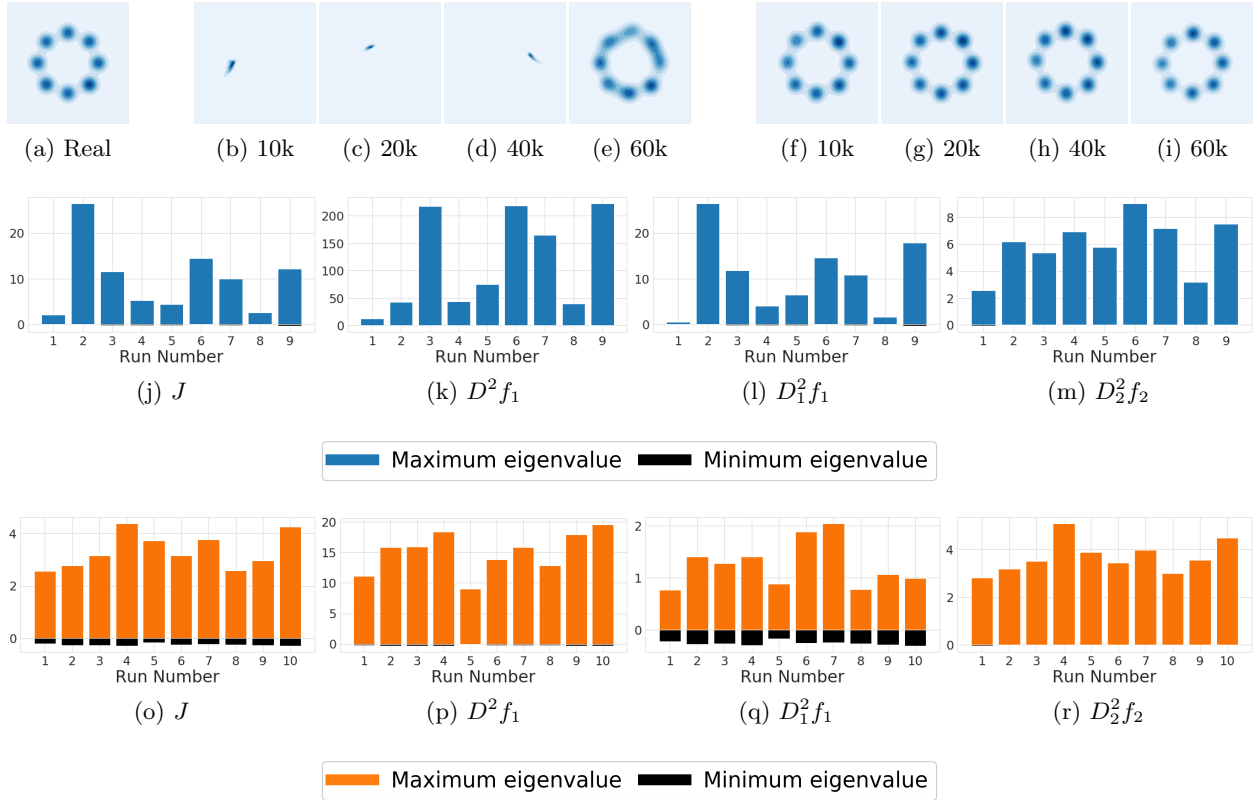 (a) Real (b) 10k (c) 20k (d) 40k (e) 60k (f) 10k (g) 20k (h) 40k (i) 60k
20
10
0
1 2 3 4 5 6 7 8 9
Run Number
(j) J
200
150
100
50
0
1 2 3 4 5 6 7 8 9
Run Number
(k) D²f₁
20
10
0
1 2 3 4 5 6 7 8 9
Run Number
(l) D₁²f₁
8
6
4
2
0
1 2 3 4 5 6 7 8 9
Run Number
(m) D₂²f₂
Maximum eigenvalue Minimum eigenvalue
4
2
0
1 2 3 4 5 6 7 8 9 10
Run Number
(o) J
20
15
10
5
0
1 2 3 4 5 6 7 8 9 10
Run Number
(p) D²f₁
2
1
0
1 2 3 4 5 6 7 8 9 10
Run Number
(q) D₁²f₁
4
2
0
1 2 3 4 5 6 7 8 9 10
Run Number
(r) D₂²f₂
Maximum eigenvalue Minimum eigenvalue